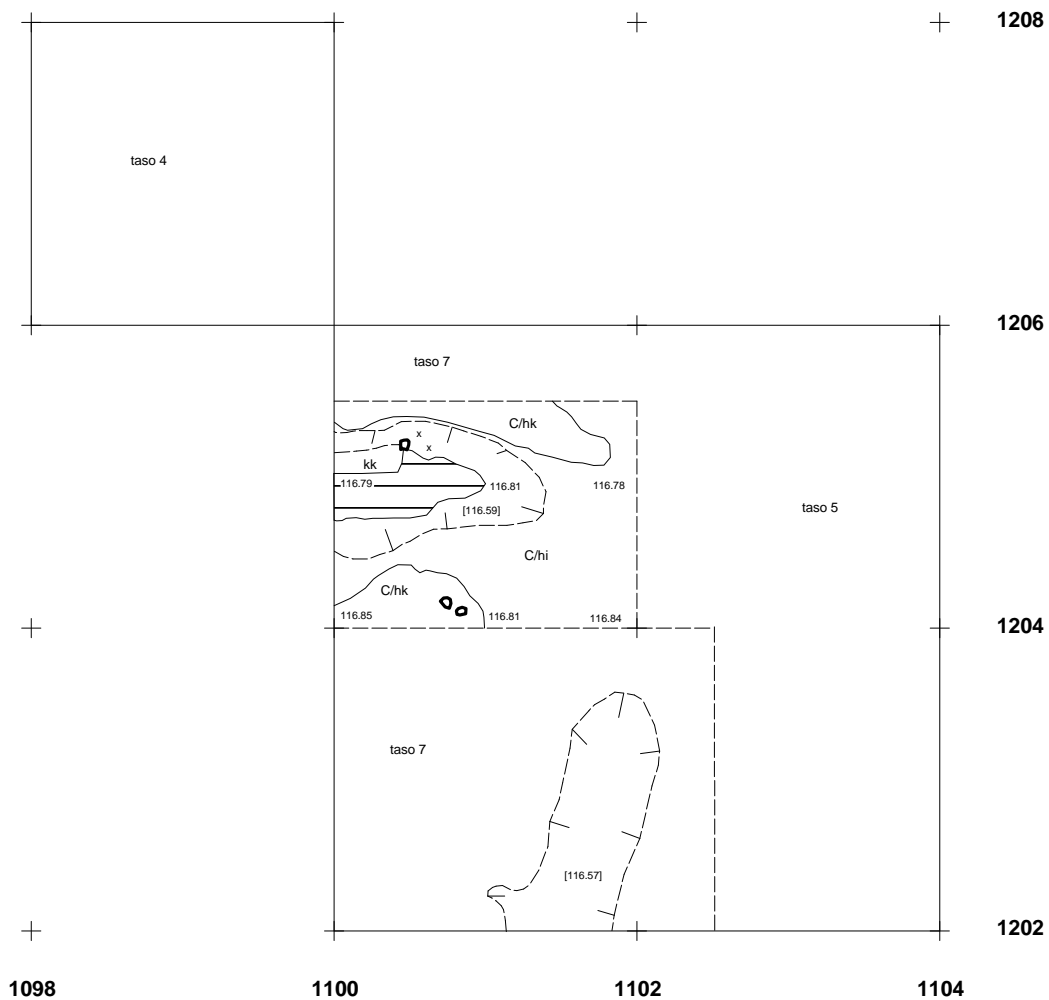 1208
taso 4
1206
taso 7
C/hk
x
x
kk
116.79
116.81
116.78
[116.59]
taso 5
C/hi
C/hk
116.85
116.81
116.84
1204
taso 7
[116.57]
1202
1098
1100
1102
1104